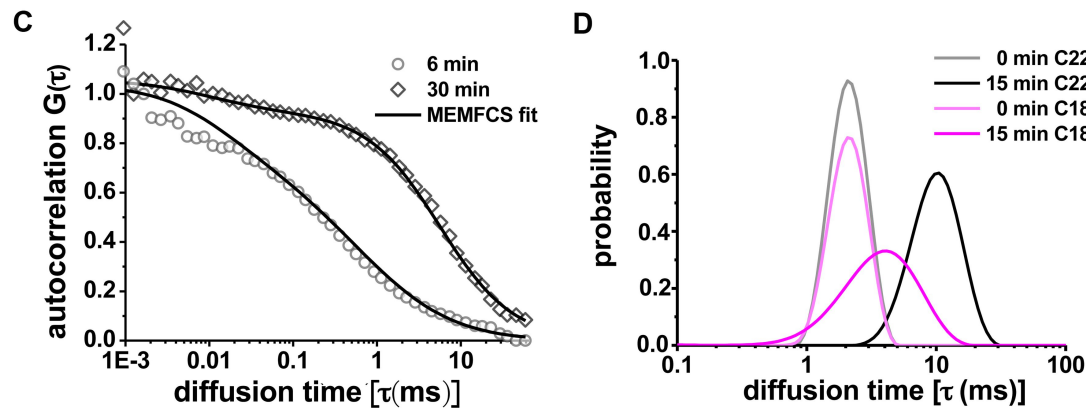 C
autocorrelation G(τ)
1.2
1.0
0.8
0.6
0.4
0.2
0.0
6 min
30 min
MEMFCS fit
1E-3
0.01
0.1
1
10
diffusion time [τ(ms)]
D
probability
1.0
0.8
0.6
0.4
0.2
0.0
0 min C22
15 min C22
0 min C18
15 min C18
0.1
1
10
100
diffusion time [τ (ms)]